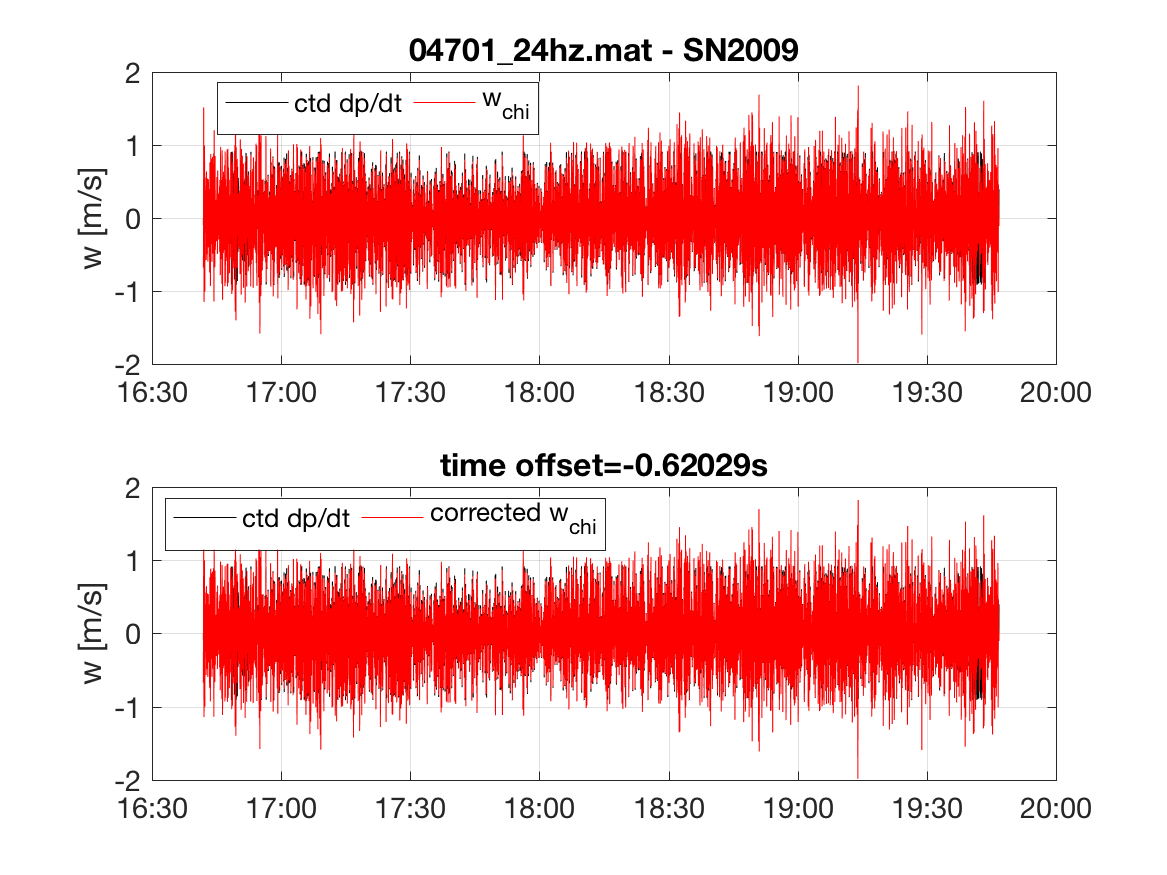 04701_24hz.mat - SN2009
ctd dp/dt w_chi
2
1
0
-1
-2
w [m/s]
16:30 17:00 17:30 18:00 18:30 19:00 19:30 20:00
time offset=-0.62029s
ctd dp/dt corrected w_chi
2
1
0
-1
-2
w [m/s]
16:30 17:00 17:30 18:00 18:30 19:00 19:30 20:00